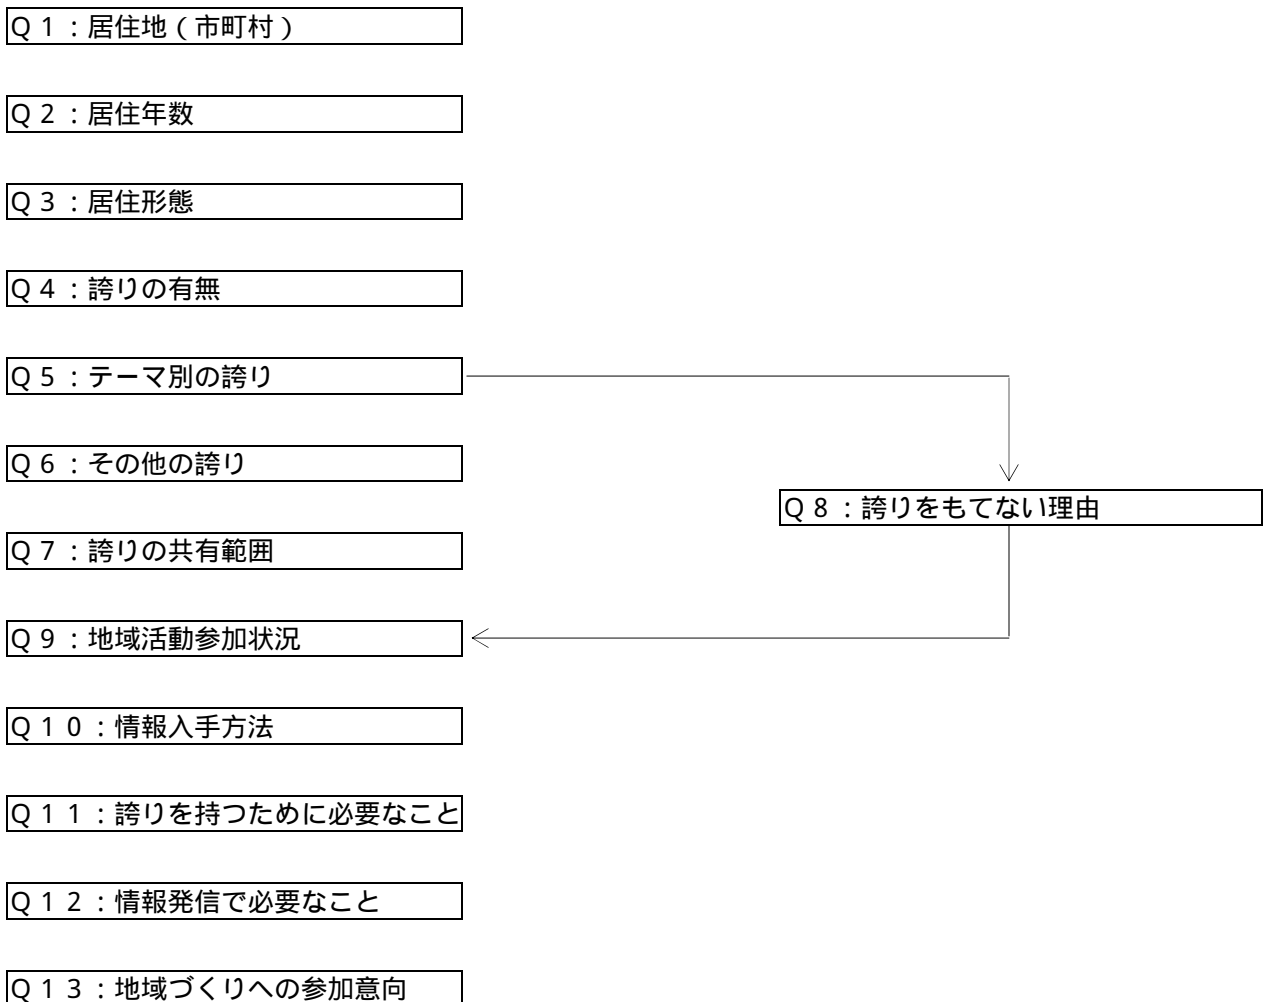 Q1:居住地(市町村)
Q2:居住年数
Q3:居住形態
Q4:誇りの有無
Q5:テーマ別の誇り
Q6:その他の誇り
Q8:誇りをもてない理由
Q7:誇りの共有範囲
Q9:地域活動参加状況
Q10:情報入手方法
Q11:誇りを持つために必要なこと
Q12:情報発信で必要なこと
Q13:地域づくりへの参加意向